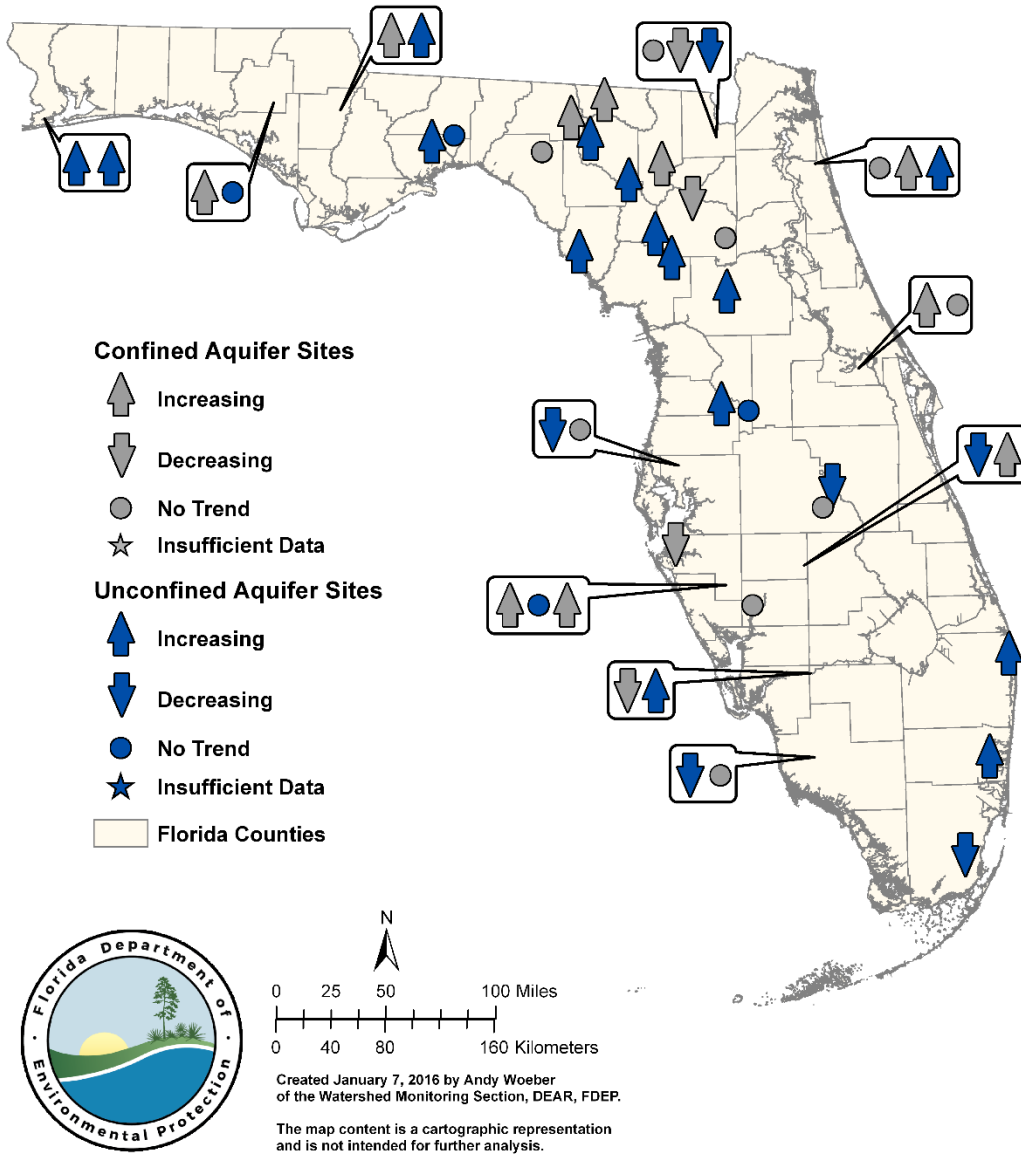 Confined Aquifer Sites
Increasing
Decreasing
No Trend
Insufficient Data
Unconfined Aquifer Sites
Increasing
Decreasing
No Trend
Insufficient Data
Florida Counties
Florida Department of
Environmental Protection
N
0 25 50 100 Miles
0 40 80 160 Kilometers
Created January 7, 2016 by Andy Woeber
of the Watershed Monitoring Section, DEAR, FDEP.
The map content is a cartographic representation
and is not intended for further analysis.